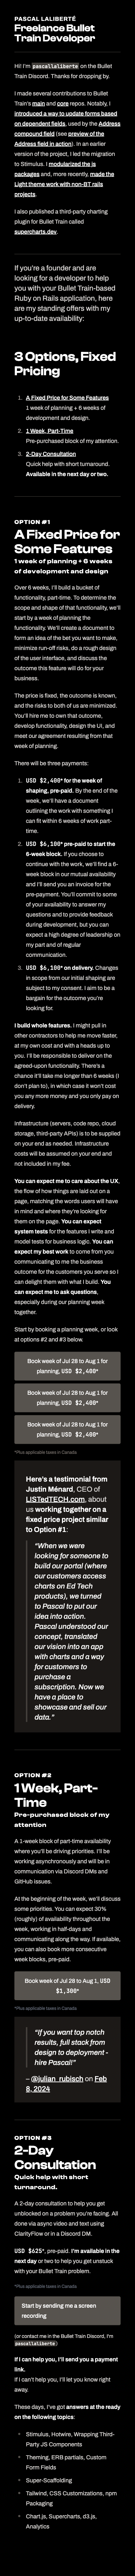 PASCAL LALIBERTÉ
Freelance Bullet
Train Developer
Hi! I'm pascallaliberte on the Bullet
Train Discord. Thanks for dropping by.
I made several contributions to Bullet
Train's main and core repos. Notably, I
introduced a way to update forms based
on dependent fields, used by the Address
compound field (see preview of the
Address field in action). In an earlier
version of the project, I led the migration
to Stimulus. I modularized the js
packages and, more recently, made the
Light theme work with non-BT rails
projects.
I also published a third-party charting
plugin for Bullet Train called
supercharts.dev.
If you're a founder and are
looking for a developer to help
you with your Bullet Train-based
Ruby on Rails application, here
are my standing offers with my
up-to-date availability:
3 Options, Fixed
Pricing
1. A Fixed Price for Some Features
1 week of planning + 6 weeks of
development and design.
2. 1 Week, Part-Time
Pre-purchased block of my attention.
3. 2-Day Consultation
Quick help with short turnaround.
Available in the next day or two.
OPTION #1
A Fixed Price for
Some Features
1 week of planning + 6 weeks
of development and design
Over 6 weeks, I'll build a bucket of
functionality, part-time. To determine the
scope and shape of that functionality, we'll
start by a week of planning the
functionality. We'll create a document to
form an idea of the bet you want to make,
minimize run-off risks, do a rough design
of the user interface, and discuss the
outcome this feature will do for your
business.
The price is fixed, the outcome is known,
and the risks to both of us are minimized.
You'll hire me to own that outcome,
develop functionality, design the UI, and
meet our agreement resulting from that
week of planning.
There will be three payments:
1. USD $2,400* for the week of
shaping, pre-paid. By the end of the
week, we'll have a document
outlining the work with something I
can fit within 6 weeks of work part-
time.
2. USD $6,100* pre-paid to start the
6-week block. If you choose to
continue with the work, we'll find a 6-
week block in our mutual availability
and I'll send you an invoice for the
pre-payment. You'll commit to some
of your availability to answer my
questions and to provide feedback
during development, but you can
expect a high degree of leadership on
my part and of regular
communication.
3. USD $6,100* on delivery. Changes
in scope from our initial shaping are
subject to my consent. I aim to be a
bargain for the outcome you're
looking for.
I build whole features. I might pull in
other contractors to help me move faster,
at my own cost and with a heads up to
you. I'll be responsible to deliver on the
agreed-upon functionality. There's a
chance it'll take me longer than 6 weeks (I
don't plan to), in which case it won't cost
you any more money and you only pay on
delivery.
Infrastructure (servers, code repo, cloud
storage, third-party APIs) is to be supplied
on your end as needed. Infrastructure
costs will be assumed on your end and
not included in my fee.
You can expect me to care about the UX,
the flow of how things are laid out on a
page, matching expectations users will have
in mind and where they're looking for
them on the page. You can expect
system tests for the features I write and
model tests for business logic. You can
expect my best work to come from you
communicating to me the business
outcome for the customers you serve so I
can delight them with what I build. You
can expect me to ask questions,
especially during our planning week
together.
Start by booking a planning week, or look
at options #2 and #3 below.
Book week of Jul 28 to Aug 1 for
planning, USD $2,400*
Book week of Jul 28 to Aug 1 for
planning, USD $2,400*
Book week of Jul 28 to Aug 1 for
planning, USD $2,400*
*Plus applicable taxes in Canada
Here's a testimonial from
Justin Ménard, CEO of
LISTedTECH.com, about
us working together on a
fixed price project similar
to Option #1:
"When we were
looking for someone to
build our portal (where
our customers access
charts on Ed Tech
products), we turned
to Pascal to put our
idea into action.
Pascal understood our
concept, translated
our vision into an app
with charts and a way
for customers to
purchase a
subscription. Now we
have a place to
showcase and sell our
data."
OPTION #2
1 Week, Part-
Time
Pre-purchased block of my
attention
A 1-week block of part-time availability
where you'll be driving priorities. I'll be
working asynchronously and will be in
communication via Discord DMs and
GitHub issues.
At the beginning of the week, we'll discuss
some priorities. You can expect 30%
(roughly) of availability throughout the
week, working in half-days and
communicating along the way. If available,
you can also book more consecutive
week blocks, pre-paid.
Book week of Jul 28 to Aug 1, USD
$1,300*
*Plus applicable taxes in Canada
"If you want top notch
results, full stack from
design to deployment -
hire Pascal!"
– @julian_rubisch on Feb
8, 2024
OPTION #3
2-Day
Consultation
Quick help with short
turnaround.
A 2-day consultation to help you get
unblocked on a problem you're facing. All
done via async video and text using
ClarityFlow or in a Discord DM.
USD $625*, pre-paid. I'm available in the
next day or two to help you get unstuck
with your Bullet Train problem.
*Plus applicable taxes in Canada
Start by sending me a screen
recording
(or contact me in the Bullet Train Discord, I'm
pascallaliberte)
If I can help you, I'll send you a payment
link.
If I can't help you, I'll let you know right
away.
These days, I've got answers at the ready
on the following topics:
Stimulus, Hotwire, Wrapping Third-
Party JS Components
Theming, ERB partials, Custom
Form Fields
Super-Scaffolding
Tailwind, CSS Customizations, npm
Packaging
Chart.js, Supercharts, d3.js,
Analytics